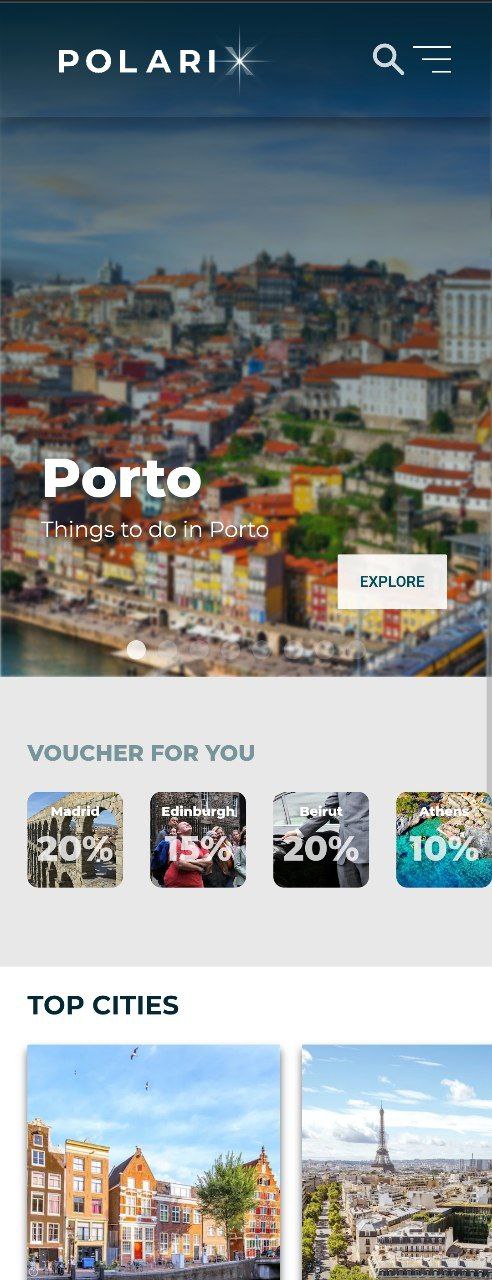 POLARIX
Porto
Things to do in Porto
EXPLORE
VOUCHER FOR YOU
Madrid
20%
Edinburgh
15%
Beirut
20%
Athens
10%
TOP CITIES